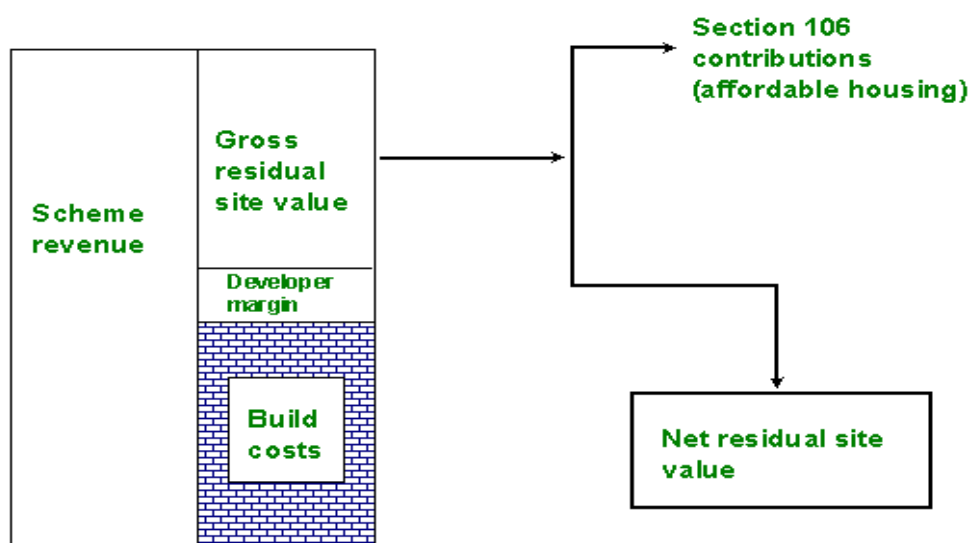 Scheme
revenue
Gross
residual
site value
Developer
margin
Build
costs
Section 106
contributions
(affordable housing)
Net residual site
value